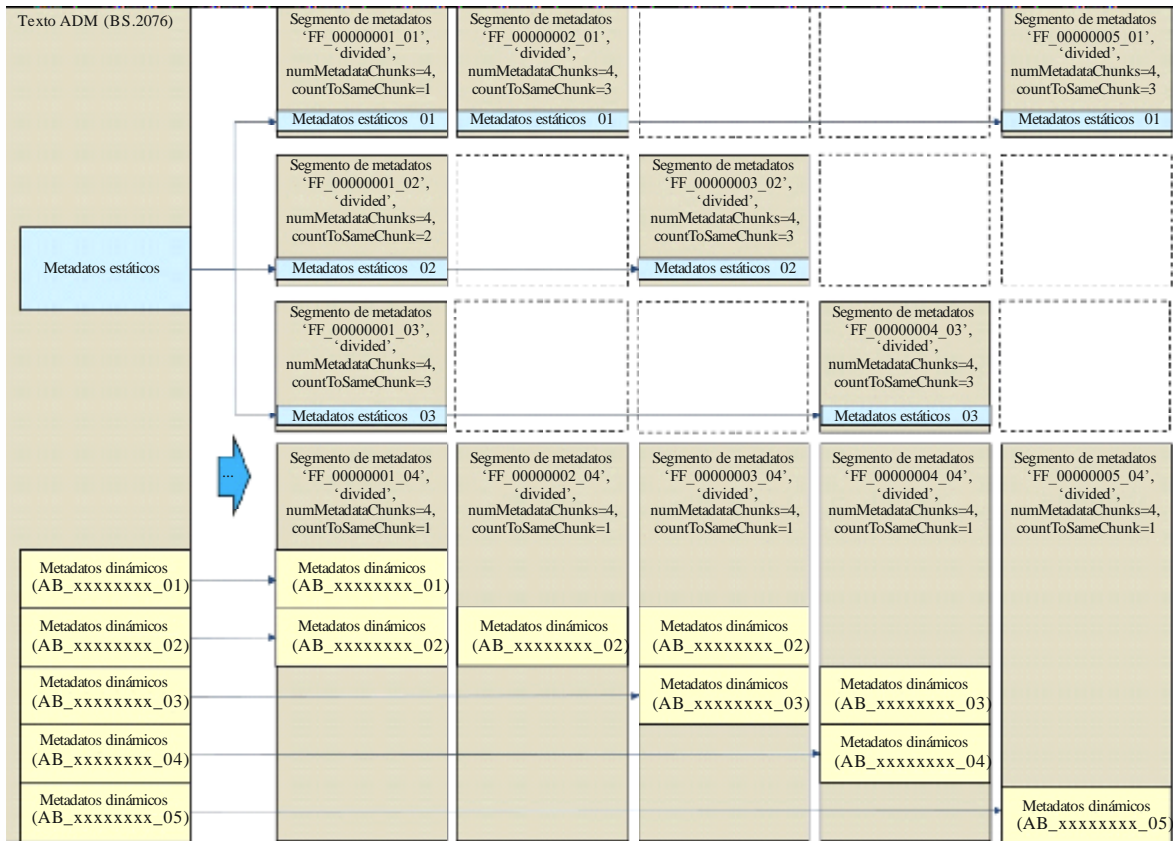 Texto ADM (BS.2076)
Segmento de metadatos
‘FF_00000001_01’,
‘divided’,
numMetadataChunks=4,
countToSameChunk=1
Metadatos estáticos 01
Segmento de metadatos
‘FF_00000002_01’,
‘divided’,
numMetadataChunks=4,
countToSameChunk=3
Metadatos estáticos 01
Segmento de metadatos
‘FF_00000005_01’,
‘divided’,
numMetadataChunks=4,
countToSameChunk=3
Metadatos estáticos 01
Segmento de metadatos
‘FF_00000001_02’,
‘divided’,
numMetadataChunks=4,
countToSameChunk=2
Metadatos estáticos 02
Segmento de metadatos
‘FF_00000003_02’,
‘divided’,
numMetadataChunks=4,
countToSameChunk=3
Metadatos estáticos 02
Metadatos estáticos
Segmento de metadatos
‘FF_00000001_03’,
‘divided’,
numMetadataChunks=4,
countToSameChunk=3
Metadatos estáticos 03
Segmento de metadatos
‘FF_00000004_03’,
‘divided’,
numMetadataChunks=4,
countToSameChunk=3
Metadatos estáticos 03
...
Segmento de metadatos
‘FF_00000001_04’,
‘divided’,
numMetadataChunks=4,
countToSameChunk=1
Segmento de metadatos
‘FF_00000002_04’,
‘divided’,
numMetadataChunks=4,
countToSameChunk=1
Segmento de metadatos
‘FF_00000003_04’,
‘divided’,
numMetadataChunks=4,
countToSameChunk=1
Segmento de metadatos
‘FF_00000004_04’,
‘divided’,
numMetadataChunks=4,
countToSameChunk=1
Segmento de metadatos
‘FF_00000005_04’,
‘divided’,
numMetadataChunks=4,
countToSameChunk=1
Metadatos dinámicos
(AB_xxxxxxxx_01)
Metadatos dinámicos
(AB_xxxxxxxx_01)
Metadatos dinámicos
(AB_xxxxxxxx_02)
Metadatos dinámicos
(AB_xxxxxxxx_02)
Metadatos dinámicos
(AB_xxxxxxxx_02)
Metadatos dinámicos
(AB_xxxxxxxx_02)
Metadatos dinámicos
(AB_xxxxxxxx_03)
Metadatos dinámicos
(AB_xxxxxxxx_03)
Metadatos dinámicos
(AB_xxxxxxxx_03)
Metadatos dinámicos
(AB_xxxxxxxx_04)
Metadatos dinámicos
(AB_xxxxxxxx_04)
Metadatos dinámicos
(AB_xxxxxxxx_05)
Metadatos dinámicos
(AB_xxxxxxxx_05)